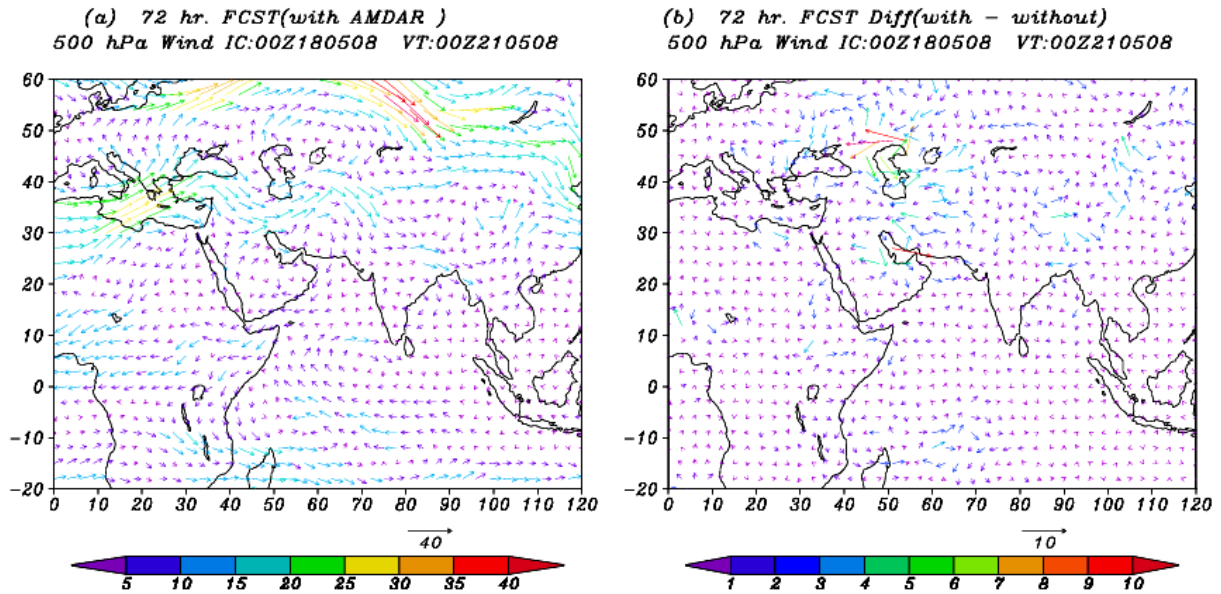 (a) 72 hr. FCST(with AMDAR )
500 hPa Wind IC:00Z180508 VT:00Z210508
60
50
40
30
20
10
0
-10
-20
0 10 20 30 40 50 60 70 80 90 100 110 120
40
5 10 15 20 25 30 35 40
(b) 72 hr. FCST Diff(with - without)
500 hPa Wind IC:00Z180508 VT:00Z210508
60
50
40
30
20
10
0
-10
-20
0 10 20 30 40 50 60 70 80 90 100 110 120
10
1 2 3 4 5 6 7 8 9 10